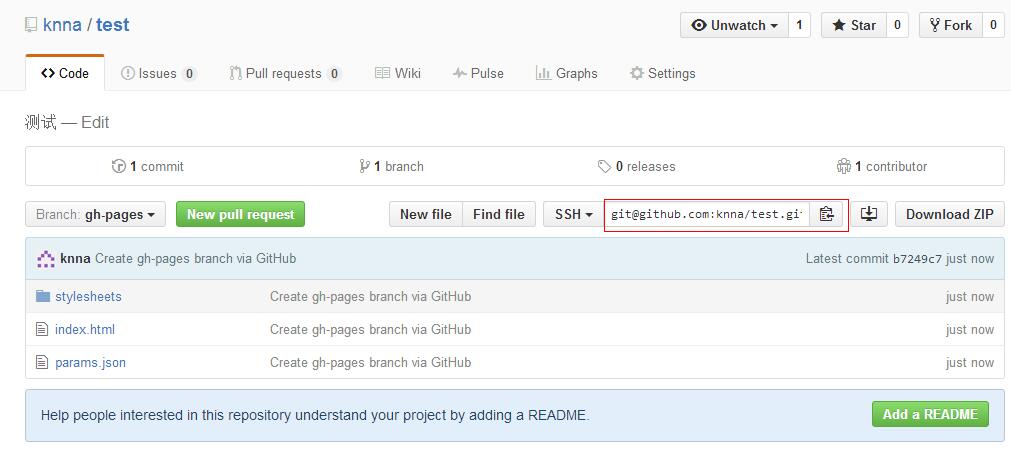 knna / test Unwatch 1 Star 0 Fork 0
Code Issues 0 Pull requests 0 Wiki Pulse Graphs Settings
测试 — Edit
1 commit 1 branch 0 releases 1 contributor
Branch: gh-pages New pull request New file Find file SSH git@github.com:knna/test.gi Download ZIP
knna Create gh-pages branch via GitHub Latest commit b7249c7 just now
stylesheets Create gh-pages branch via GitHub just now
index.html Create gh-pages branch via GitHub just now
params.json Create gh-pages branch via GitHub just now
Help people interested in this repository understand your project by adding a README. Add a README